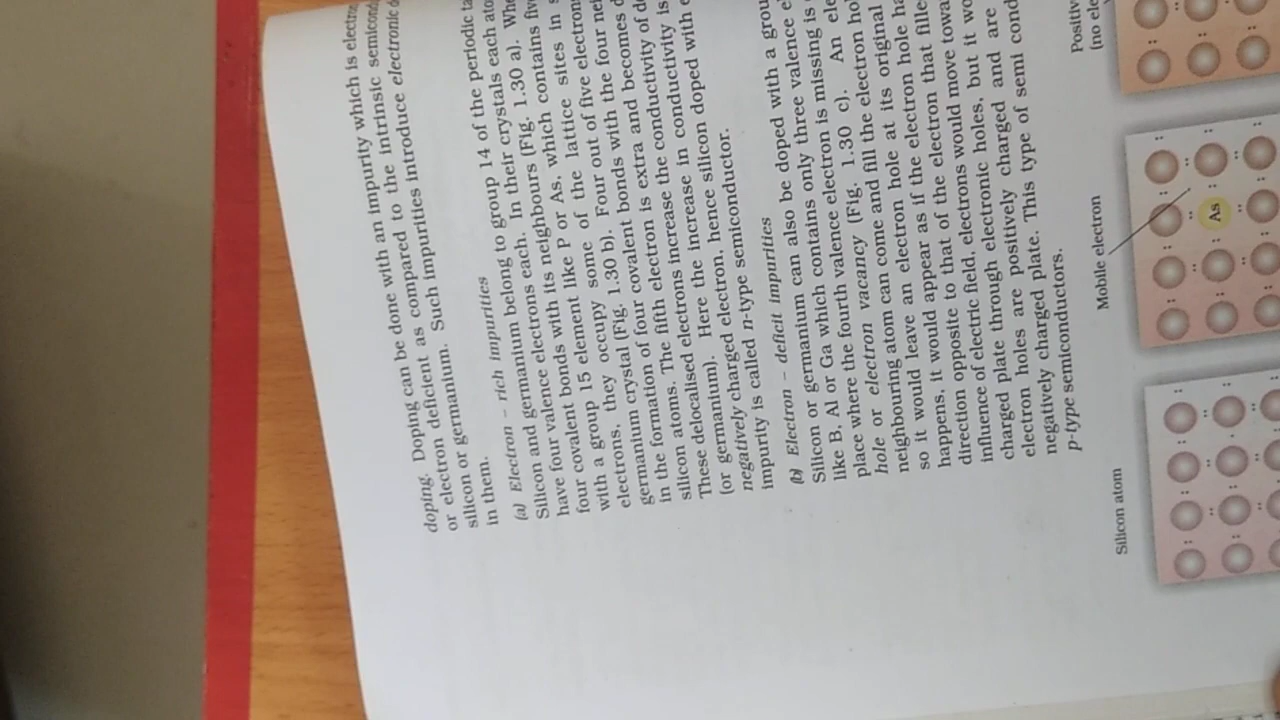 doping. Doping can be done with an impurity which is
or electron deficient as compared to the intrinsic
silicon or germanium. Such impurities introduce electronic
in them.
(a) Electron – rich impurities
Silicon and germanium belong to group 14 of the periodic
have four valence electrons each. In their crystals each
four covalent bonds with its neighbours (Fig. 1.30 a).
with a group 15 element like P or As, which contains
electrons, they occupy some of the lattice sites in
germanium crystal (Fig. 1.30 b). Four out of five
in the formation of four covalent bonds with the four
silicon atoms. The fifth electron is extra and becomes
These delocalised electrons increase the conductivity of
(or germanium). Here the increase in conductivity is
negatively charged electron, hence silicon doped with
impurity is called n-type semiconductor.
(b) Electron – deficit impurities
Silicon or germanium can also be doped with a
like B, Al or Ga which contains only three valence
place where the fourth valence electron is missing is
hole or electron vacancy (Fig. 1.30 c). An
neighbouring atom can come and fill the electron
so it would leave an electron hole at its original
happens, it would appear as if the electron hole
direction opposite to that of the electron that
influence of electric field, electrons would move
charged plate through electronic holes, but it
electron holes are positively charged and are
negatively charged plate. This type of semi
p-type semiconductors.
Silicon atom
Mobile electron
As
(no